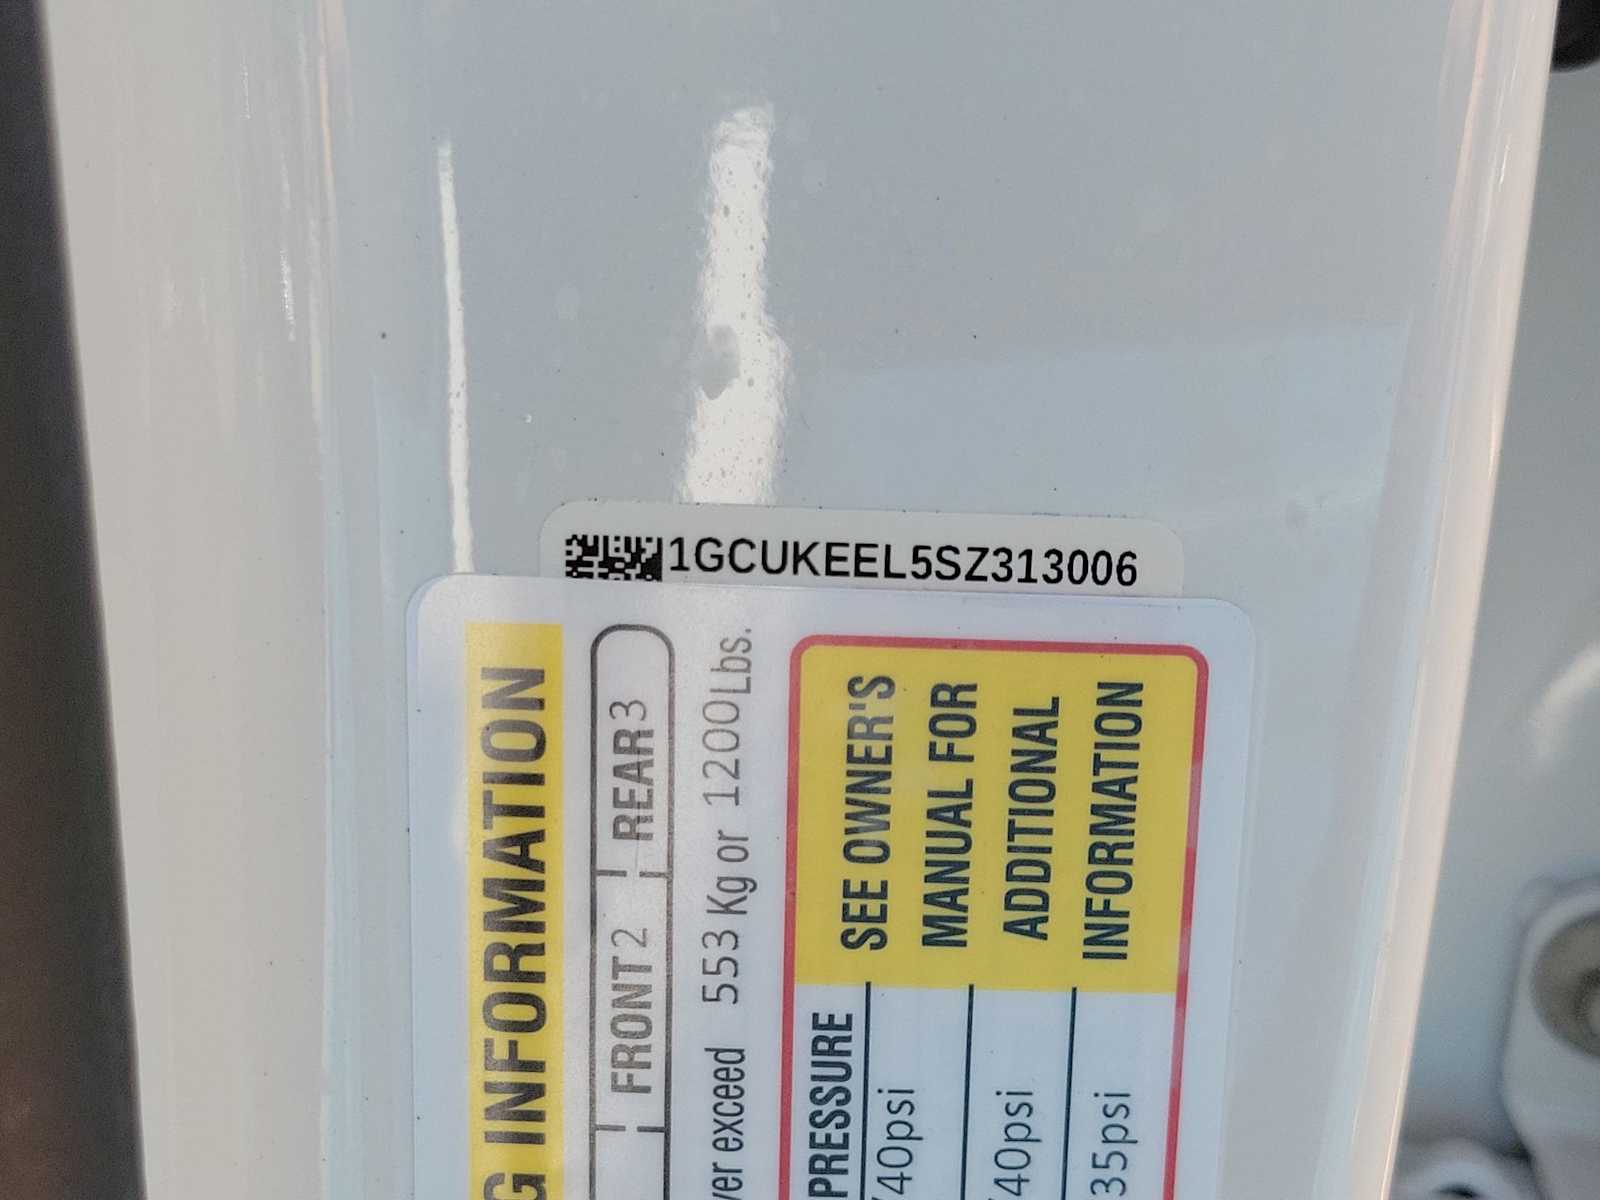 1GCUKEEL5SZ313006
G INFORMATION
FRONT 2 REAR 3
ver exceed 553 Kg or 1200 Lbs.
PRESSURE
40psi
40psi
35psi
SEE OWNER'S
MANUAL FOR
ADDITIONAL
INFORMATION